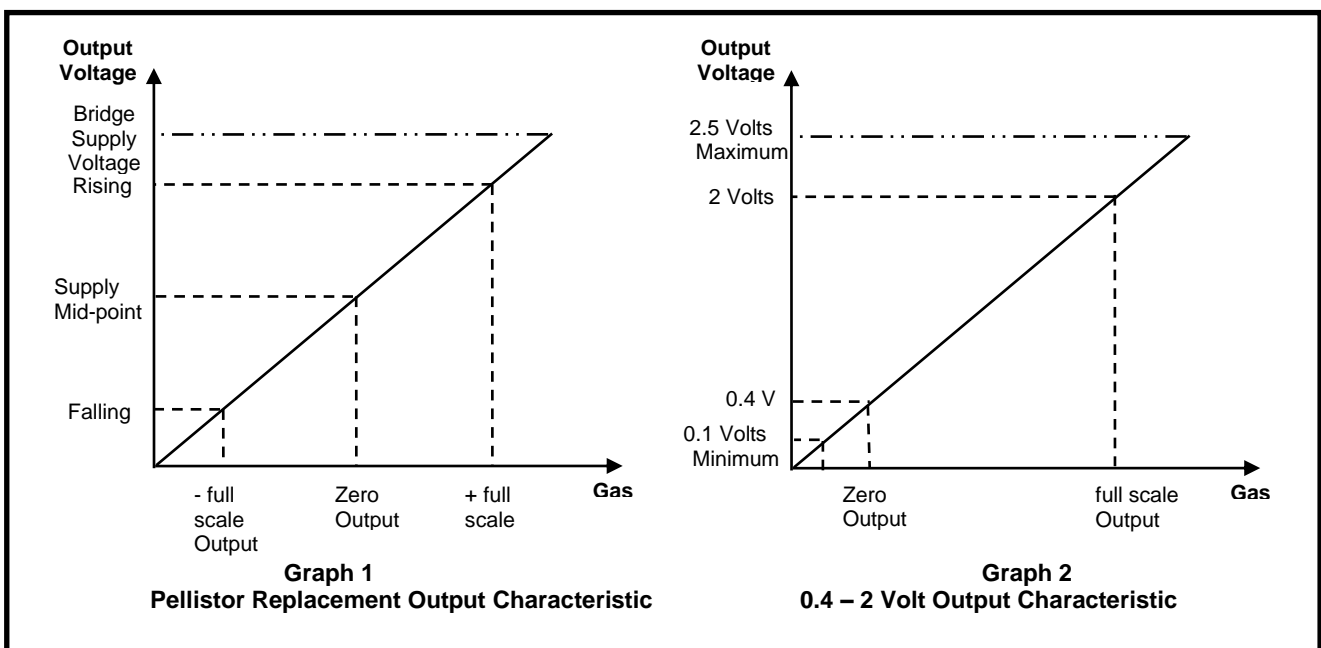 Output
Voltage
Bridge
Supply
Voltage
Rising
Supply
Mid-point
Falling
- full
scale
Output
Zero
Output
+ full
scale
Gas
Graph 1
Pellistor Replacement Output Characteristic
Output
Voltage
2.5 Volts
Maximum
2 Volts
0.4 V
0.1 Volts
Minimum
Zero
Output
full scale
Output
Gas
Graph 2
0.4 – 2 Volt Output Characteristic